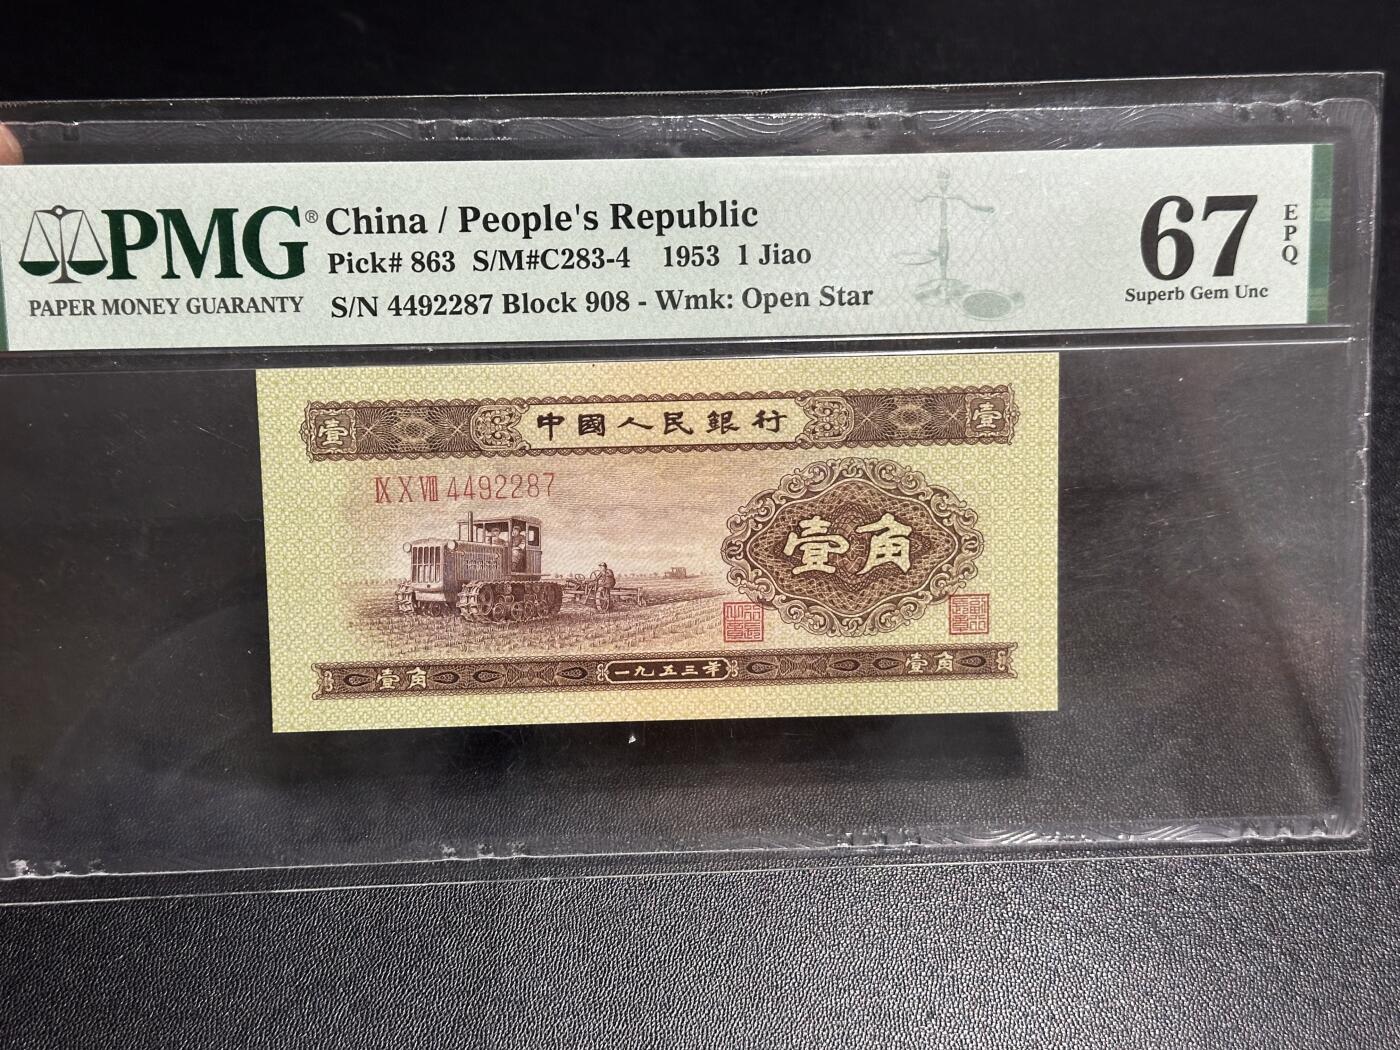 PMG® China / People's Republic
Pick# 863 S/M#C283-4 1953 1 Jiao
PAPER MONEY GUARANTY S/N 4492287 Block 908 - Wmk: Open Star
67 EPQ
Superb Gem Unc
壹 中國人民銀行 壹
IX X VIII 4492287
壹角
壹角 一九五三年 壹角